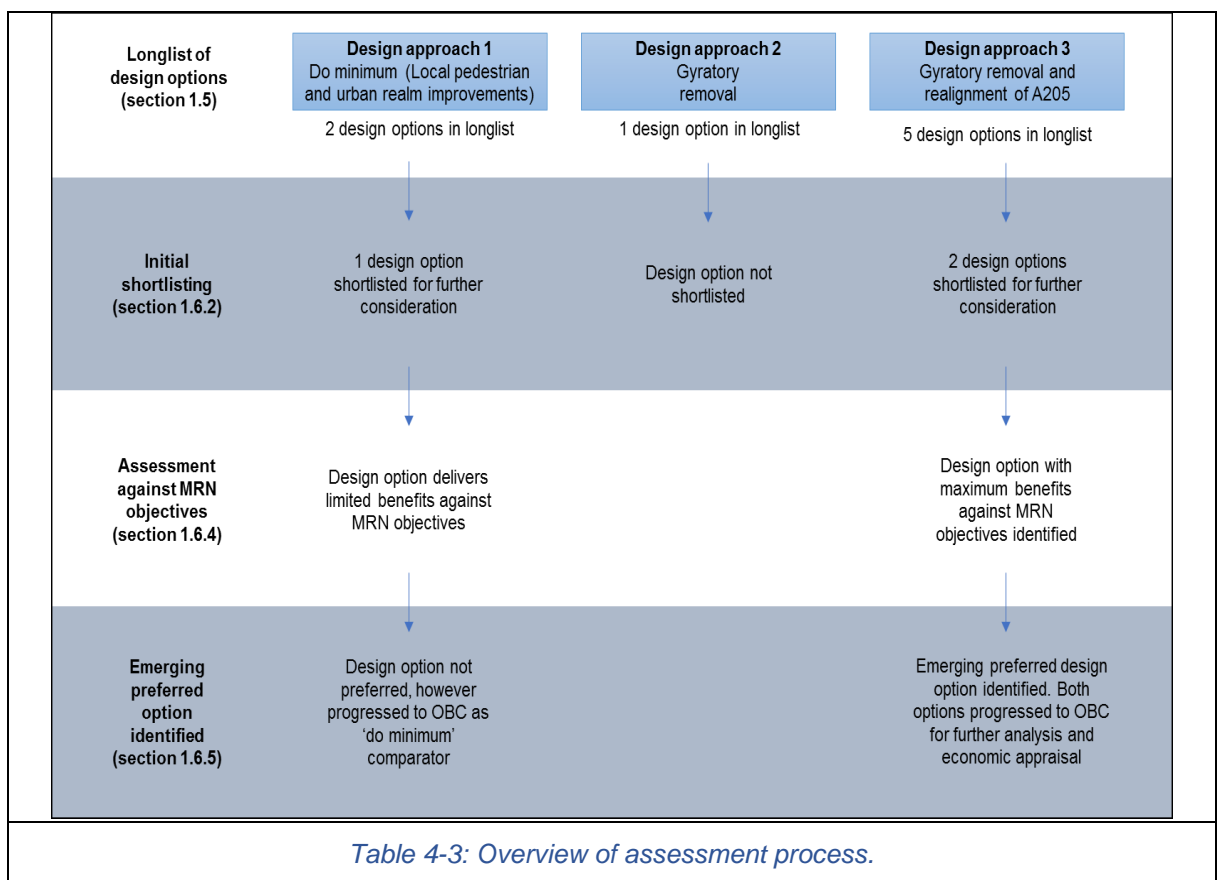 Longlist of
design options
(section 1.5)
Design approach 1
Do minimum (Local pedestrian
and urban realm improvements)
2 design options in longlist
Design approach 2
Gyratory
removal
1 design option in longlist
Design approach 3
Gyratory removal and
realignment of A205
5 design options in longlist
Initial
shortlisting
(section 1.6.2)
1 design option
shortlisted for further
consideration
Design option not
shortlisted
2 design options
shortlisted for further
consideration
Assessment
against MRN
objectives
(section 1.6.4)
Design option delivers
limited benefits against
MRN objectives
Design option with
maximum benefits
against MRN
objectives identified
Emerging
preferred
option
identified
(section 1.6.5)
Design option not
preferred, however
progressed to OBC as
‘do minimum’
comparator
Emerging preferred design
option identified. Both
options progressed to OBC
for further analysis and
economic appraisal
Table 4-3: Overview of assessment process.